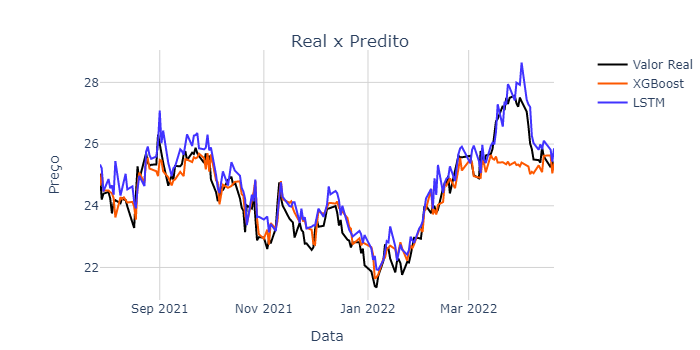 Real x Predito
Valor Real
XGBoost
LSTM
28
26
24
22
Preço
Sep 2021
Nov 2021
Jan 2022
Mar 2022
Data